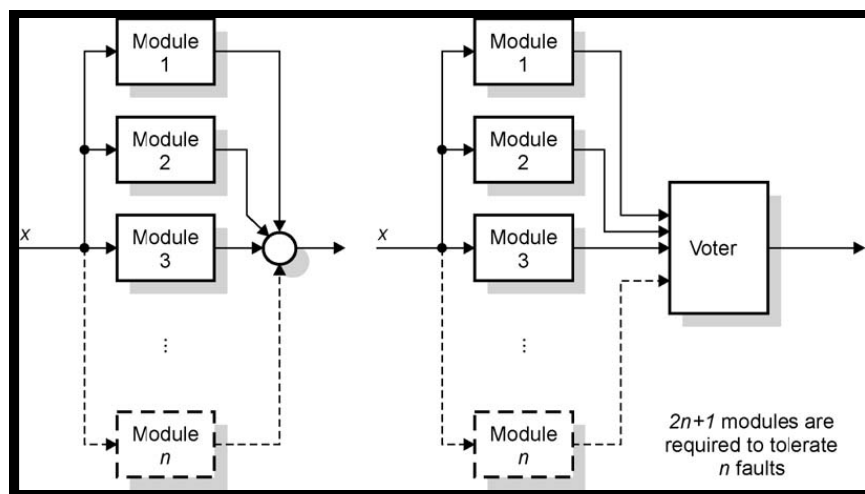 Module
1
Module
2
x
Module
3
⋮
Module
n
Module
1
Module
2
x
Module
3
Voter
⋮
Module
n
2n+1 modules are
required to tolerate
n faults